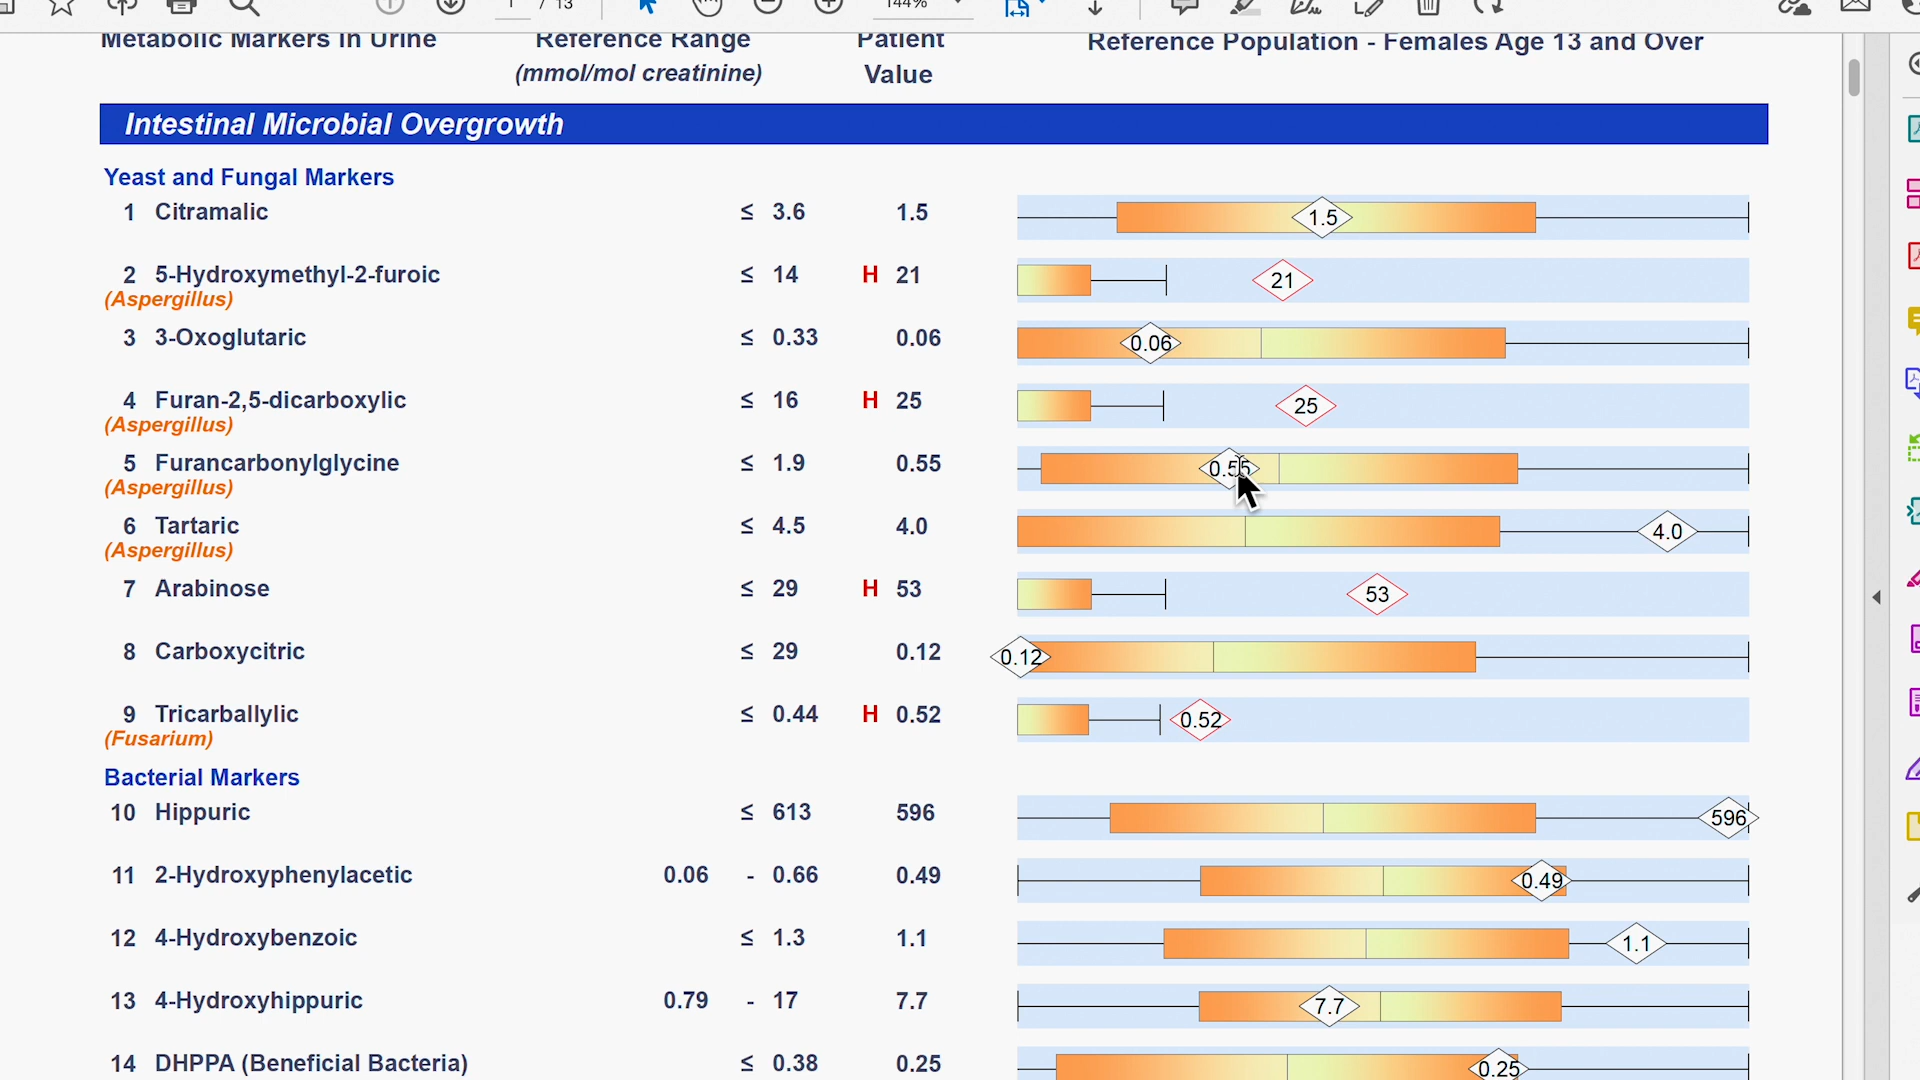 1 / 13
144%
Metabolic Markers in Urine Reference Range Patient Reference Population - Females Age 13 and Over
(mmol/mol creatinine) Value
Intestinal Microbial Overgrowth
Yeast and Fungal Markers
1 Citramalic ≤ 3.6 1.5 1.5
2 5-Hydroxymethyl-2-furoic ≤ 14 H 21 21
(Aspergillus)
3 3-Oxoglutaric ≤ 0.33 0.06 0.06
4 Furan-2,5-dicarboxylic ≤ 16 H 25 25
(Aspergillus)
5 Furancarbonylglycine ≤ 1.9 0.55 0.55
(Aspergillus)
6 Tartaric ≤ 4.5 4.0 4.0
(Aspergillus)
7 Arabinose ≤ 29 H 53 53
8 Carboxycitric ≤ 29 0.12 0.12
9 Tricarballylic ≤ 0.44 H 0.52 0.52
(Fusarium)
Bacterial Markers
10 Hippuric ≤ 613 596 596
11 2-Hydroxyphenylacetic 0.06 - 0.66 0.49 0.49
12 4-Hydroxybenzoic ≤ 1.3 1.1 1.1
13 4-Hydroxyhippuric 0.79 - 17 7.7 7.7
14 DHPPA (Beneficial Bacteria) ≤ 0.38 0.25 0.25